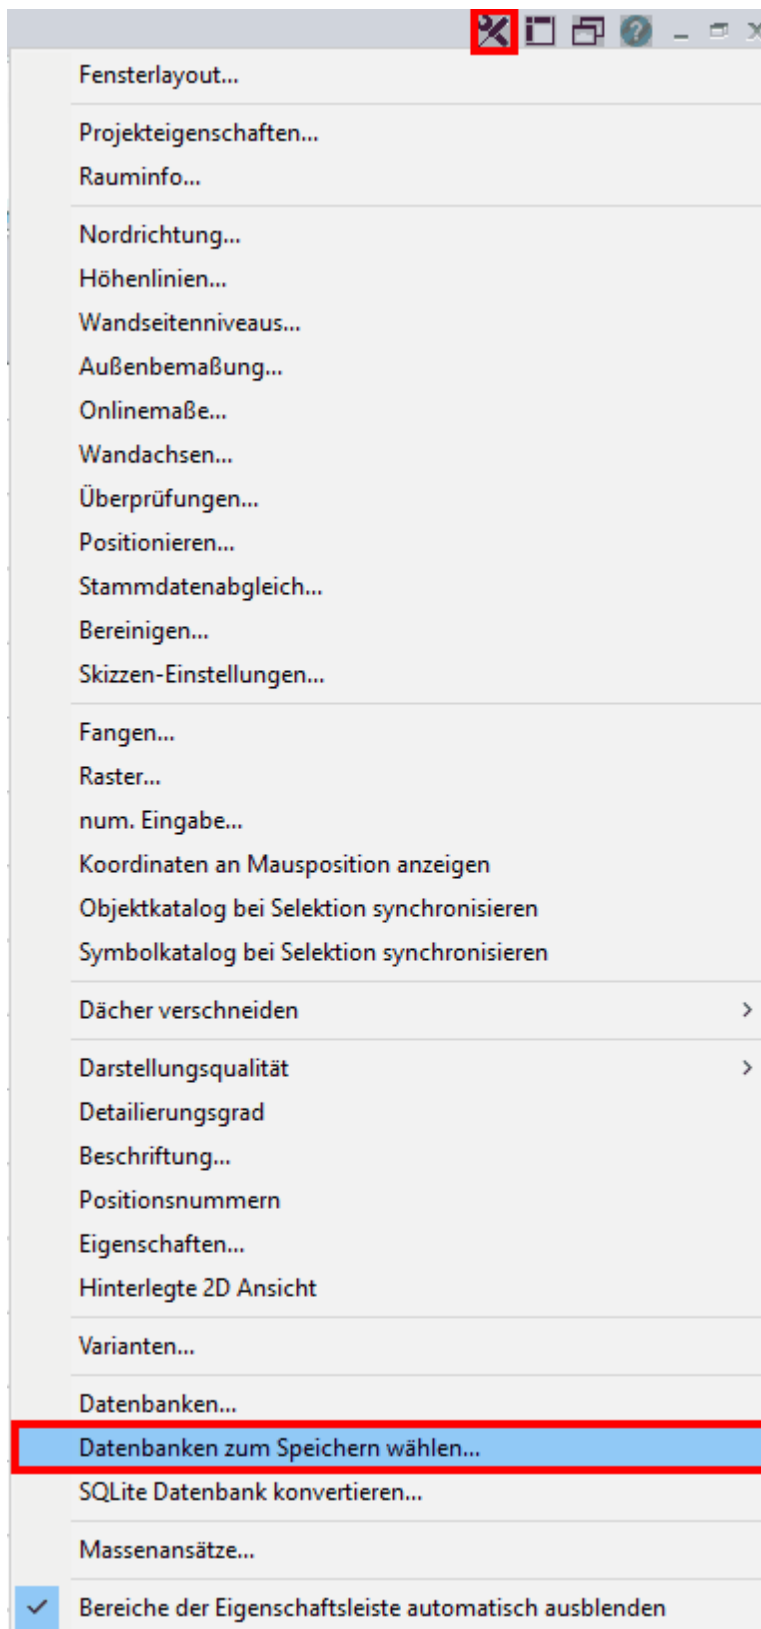 Fensterlayout...
Projekteigenschaften...
Rauminfo...
Nordrichtung...
Höhenlinien...
Wandseitenniveaus...
Außenbemaßung...
Onlinemaße...
Wandachsen...
Überprüfungen...
Positionieren...
Stammdatenabgleich...
Bereinigen...
Skizzen-Einstellungen...
Fangen...
Raster...
num. Eingabe...
Koordinaten an Mausposition anzeigen
Objektkatalog bei Selektion synchronisieren
Symbolkatalog bei Selektion synchronisieren
Dächer verschneiden
Darstellungsqualität
Detailierungsgrad
Beschriftung...
Positionsnummern
Eigenschaften...
Hinterlegte 2D Ansicht
Varianten...
Datenbanken...
Datenbanken zum Speichern wählen...
SQLite Datenbank konvertieren...
Massenansätze...
Bereiche der Eigenschaftsleiste automatisch ausblenden